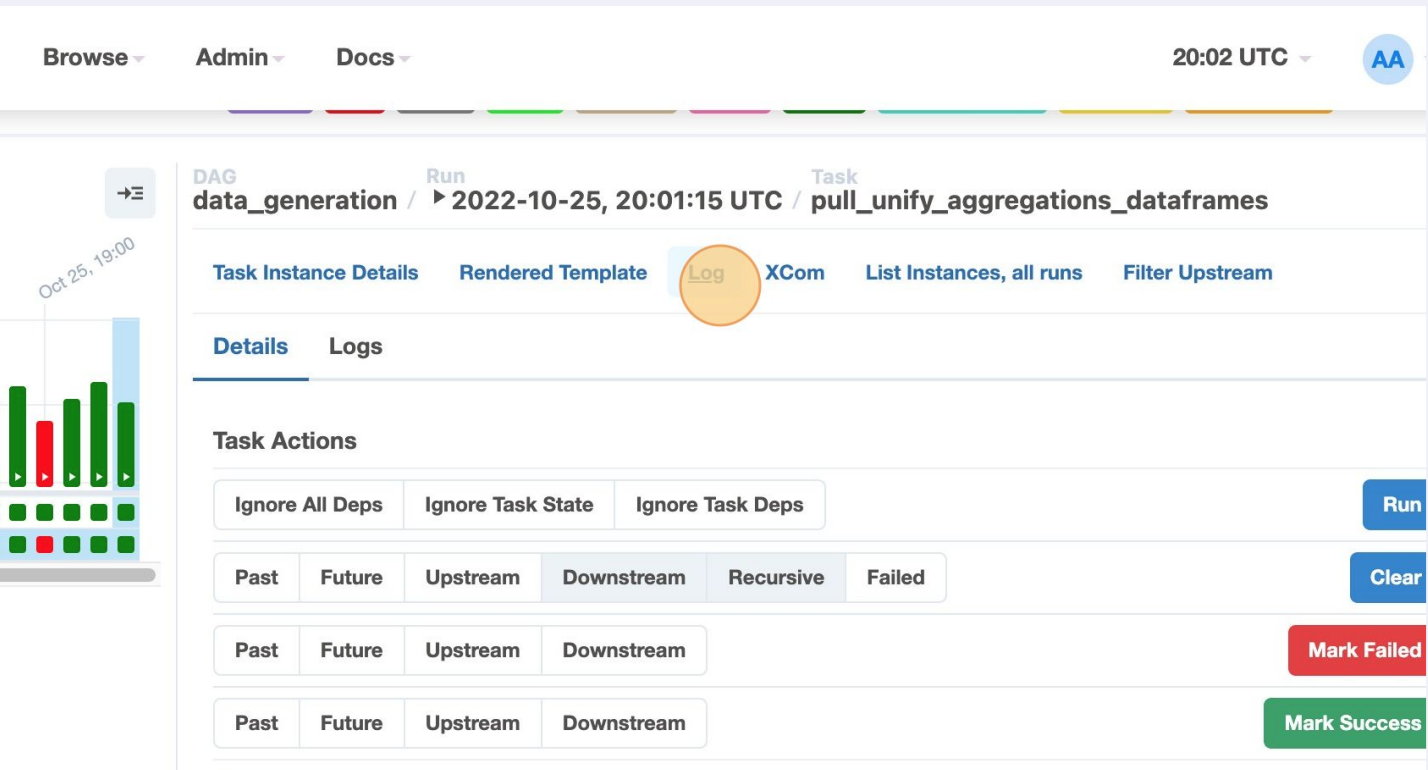 Browse Admin Docs 20:02 UTC AA
DAG Run Task
data_generation / 2022-10-25, 20:01:15 UTC / pull_unify_aggregations_dataframes
Oct 25, 19:00
Task Instance Details Rendered Template Log XCom List Instances, all runs Filter Upstream
Details Logs
Task Actions
Ignore All Deps Ignore Task State Ignore Task Deps Run
Past Future Upstream Downstream Recursive Failed Clear
Past Future Upstream Downstream Mark Failed
Past Future Upstream Downstream Mark Success